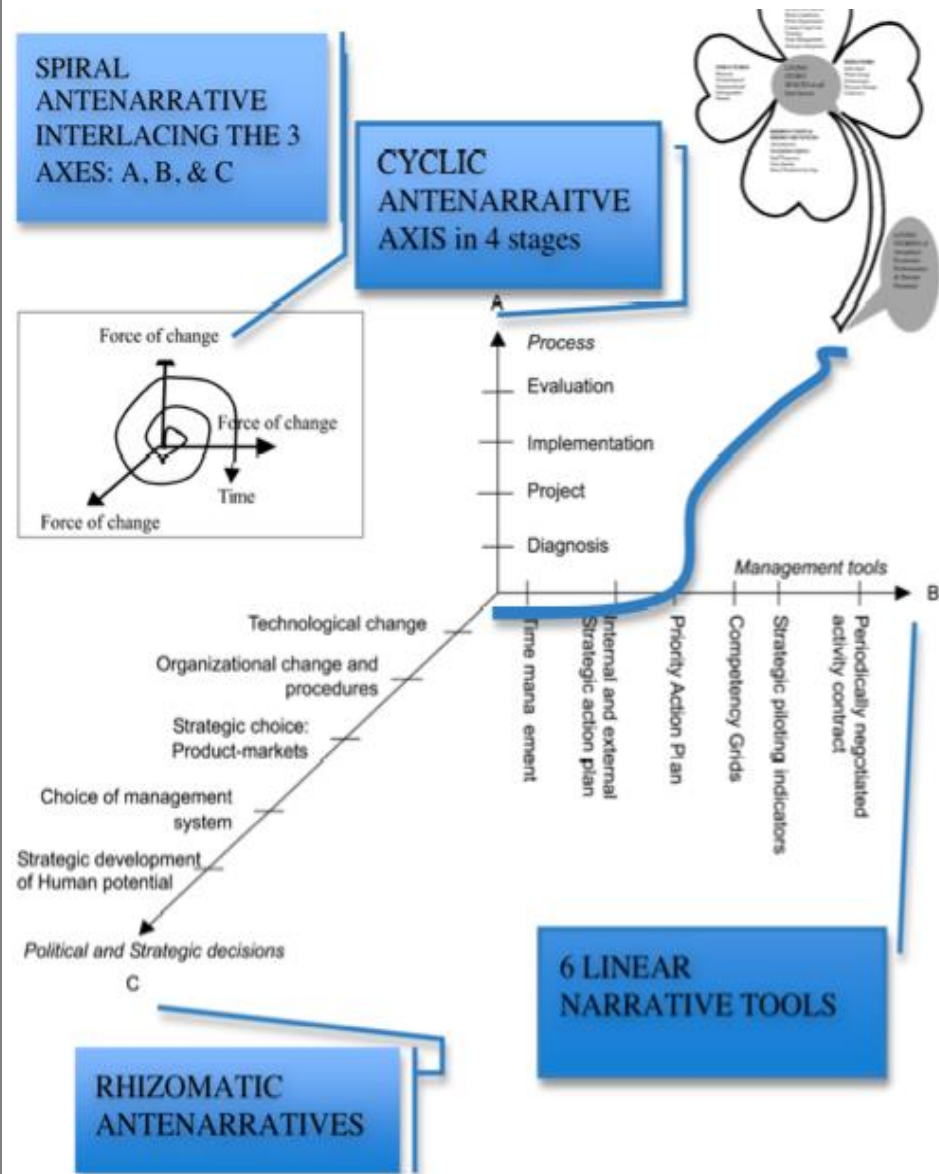 SPIRAL
ANTENARRATIVE
INTERLACING THE 3
AXES: A, B, & C
CYCLIC
ANTENARRAITVE
AXIS in 4 stages
A
Process
Evaluation
Implementation
Project
Diagnosis
Force of change
Force of change
Time
Force of change
Management tools
B
Time mana ement
Internal and external
Strategic action plan
Priority Action Plan
Competency Grids
Strategic piloting indicators
Periodically negotiated
activity contract
Technological change
Organizational change and
procedures
Strategic choice:
Product-markets
Choice of management
system
Strategic development
of Human potential
Political and Strategic decisions
C
6 LINEAR
NARRATIVE TOOLS
RHIZOMATIC
ANTENARRATIVES